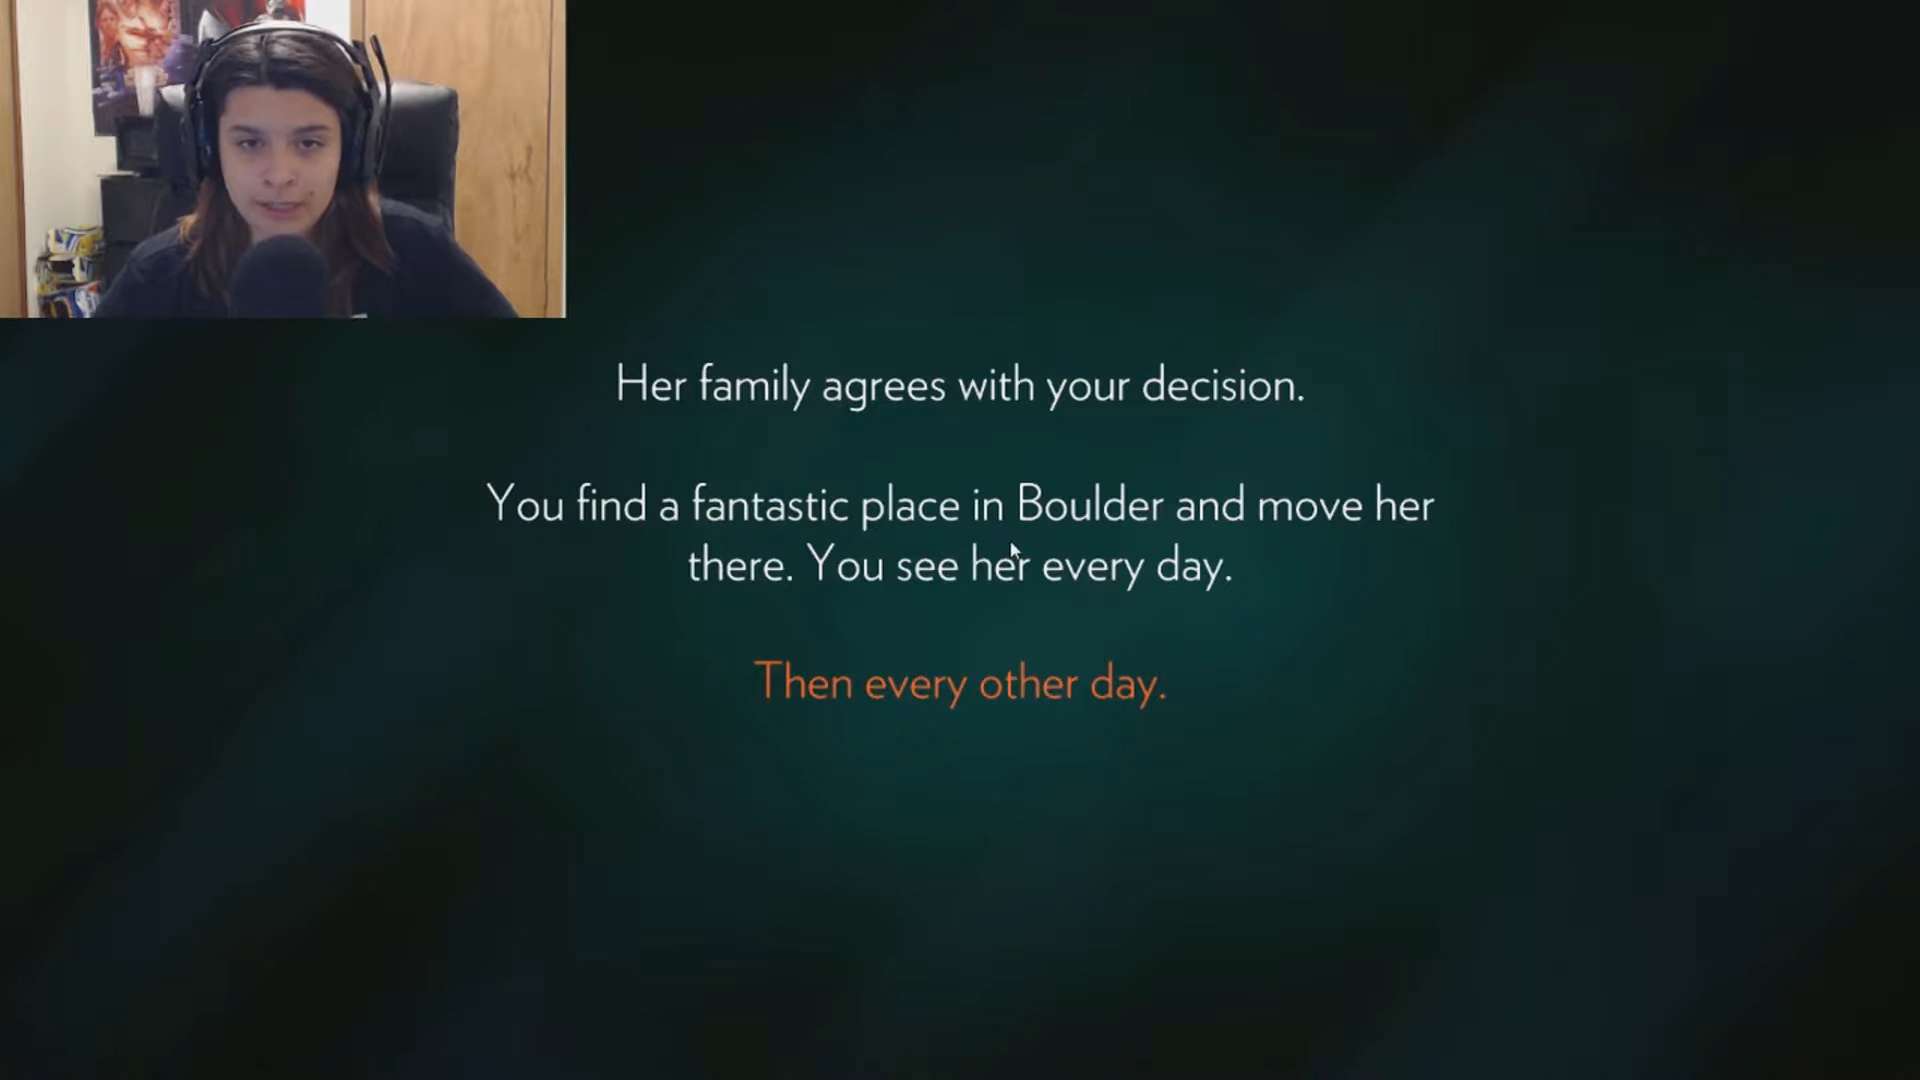 Her family agrees with your decision.
You find a fantastic place in Boulder and move her
there. You see her every day.
Then every other day.